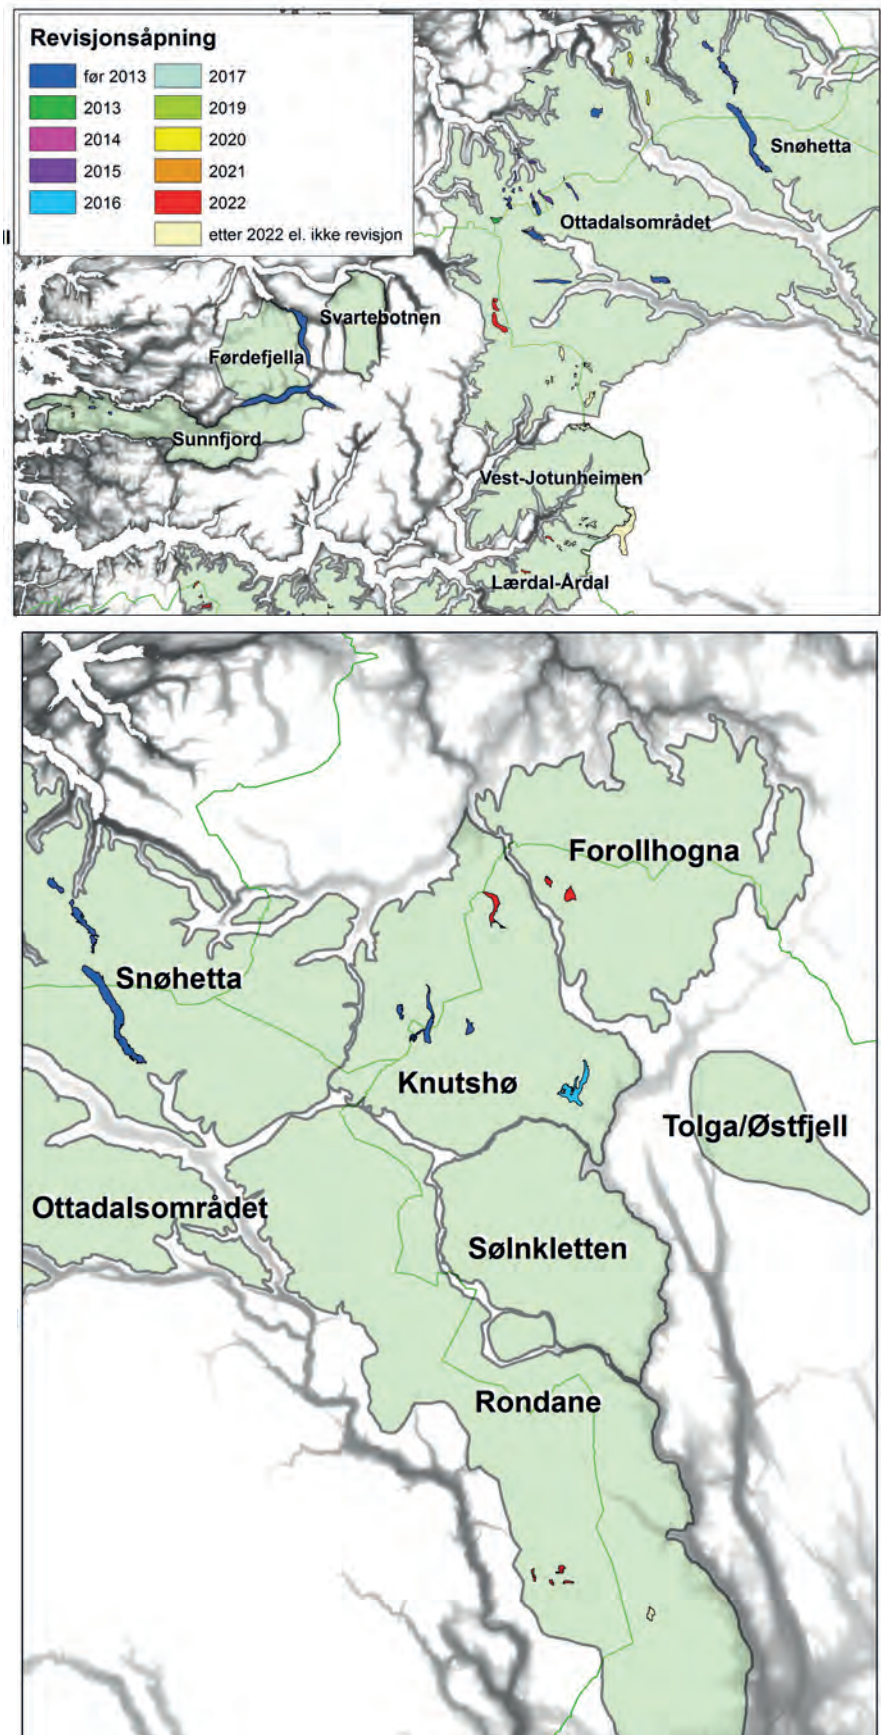 Revisjonsåpning
før 2013
2017
2013
2019
2014
2020
2015
2021
2016
2022
etter 2022 el. ikke revisjon
Snøhetta
Ottadalsområdet
Svartebotnen
Førdefjella
Sunnfjord
Vest-Jotunheimen
Lærdal-Årdal
Forollhogna
Snøhetta
Knutshø
Tolga/Østfjell
Ottadalsområdet
Sølnkletten
Rondane